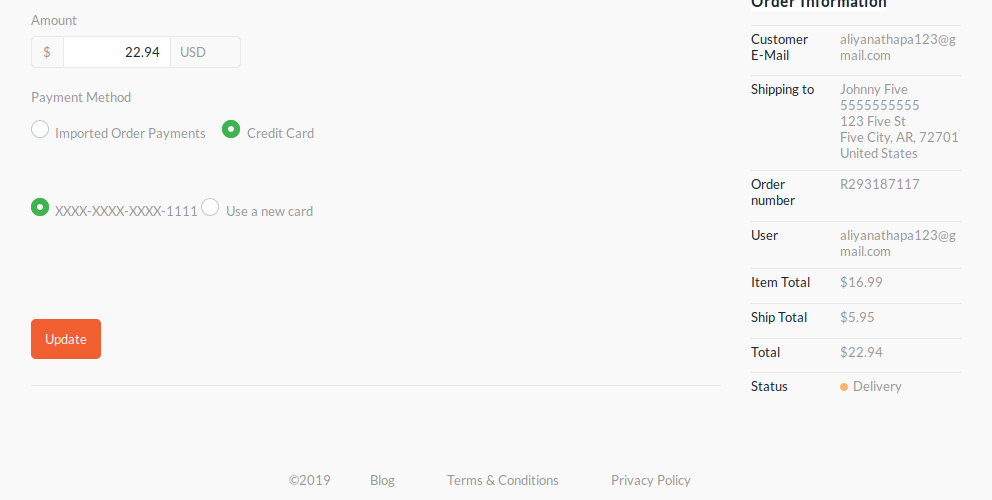 Amount
$ 22.94 USD
Payment Method
Imported Order Payments Credit Card
XXXX-XXXX-XXXX-1111 Use a new card
Update
Order Information
Customer E-Mail
aliyanathapa123@g
mail.com
Shipping to
Johnny Five
5555555555
123 Five St
Five City, AR, 72701
United States
Order
number
R293187117
User
aliyanathapa123@g
mail.com
Item Total $16.99
Ship Total $5.95
Total $22.94
Status Delivery
©2019 Blog Terms & Conditions Privacy Policy